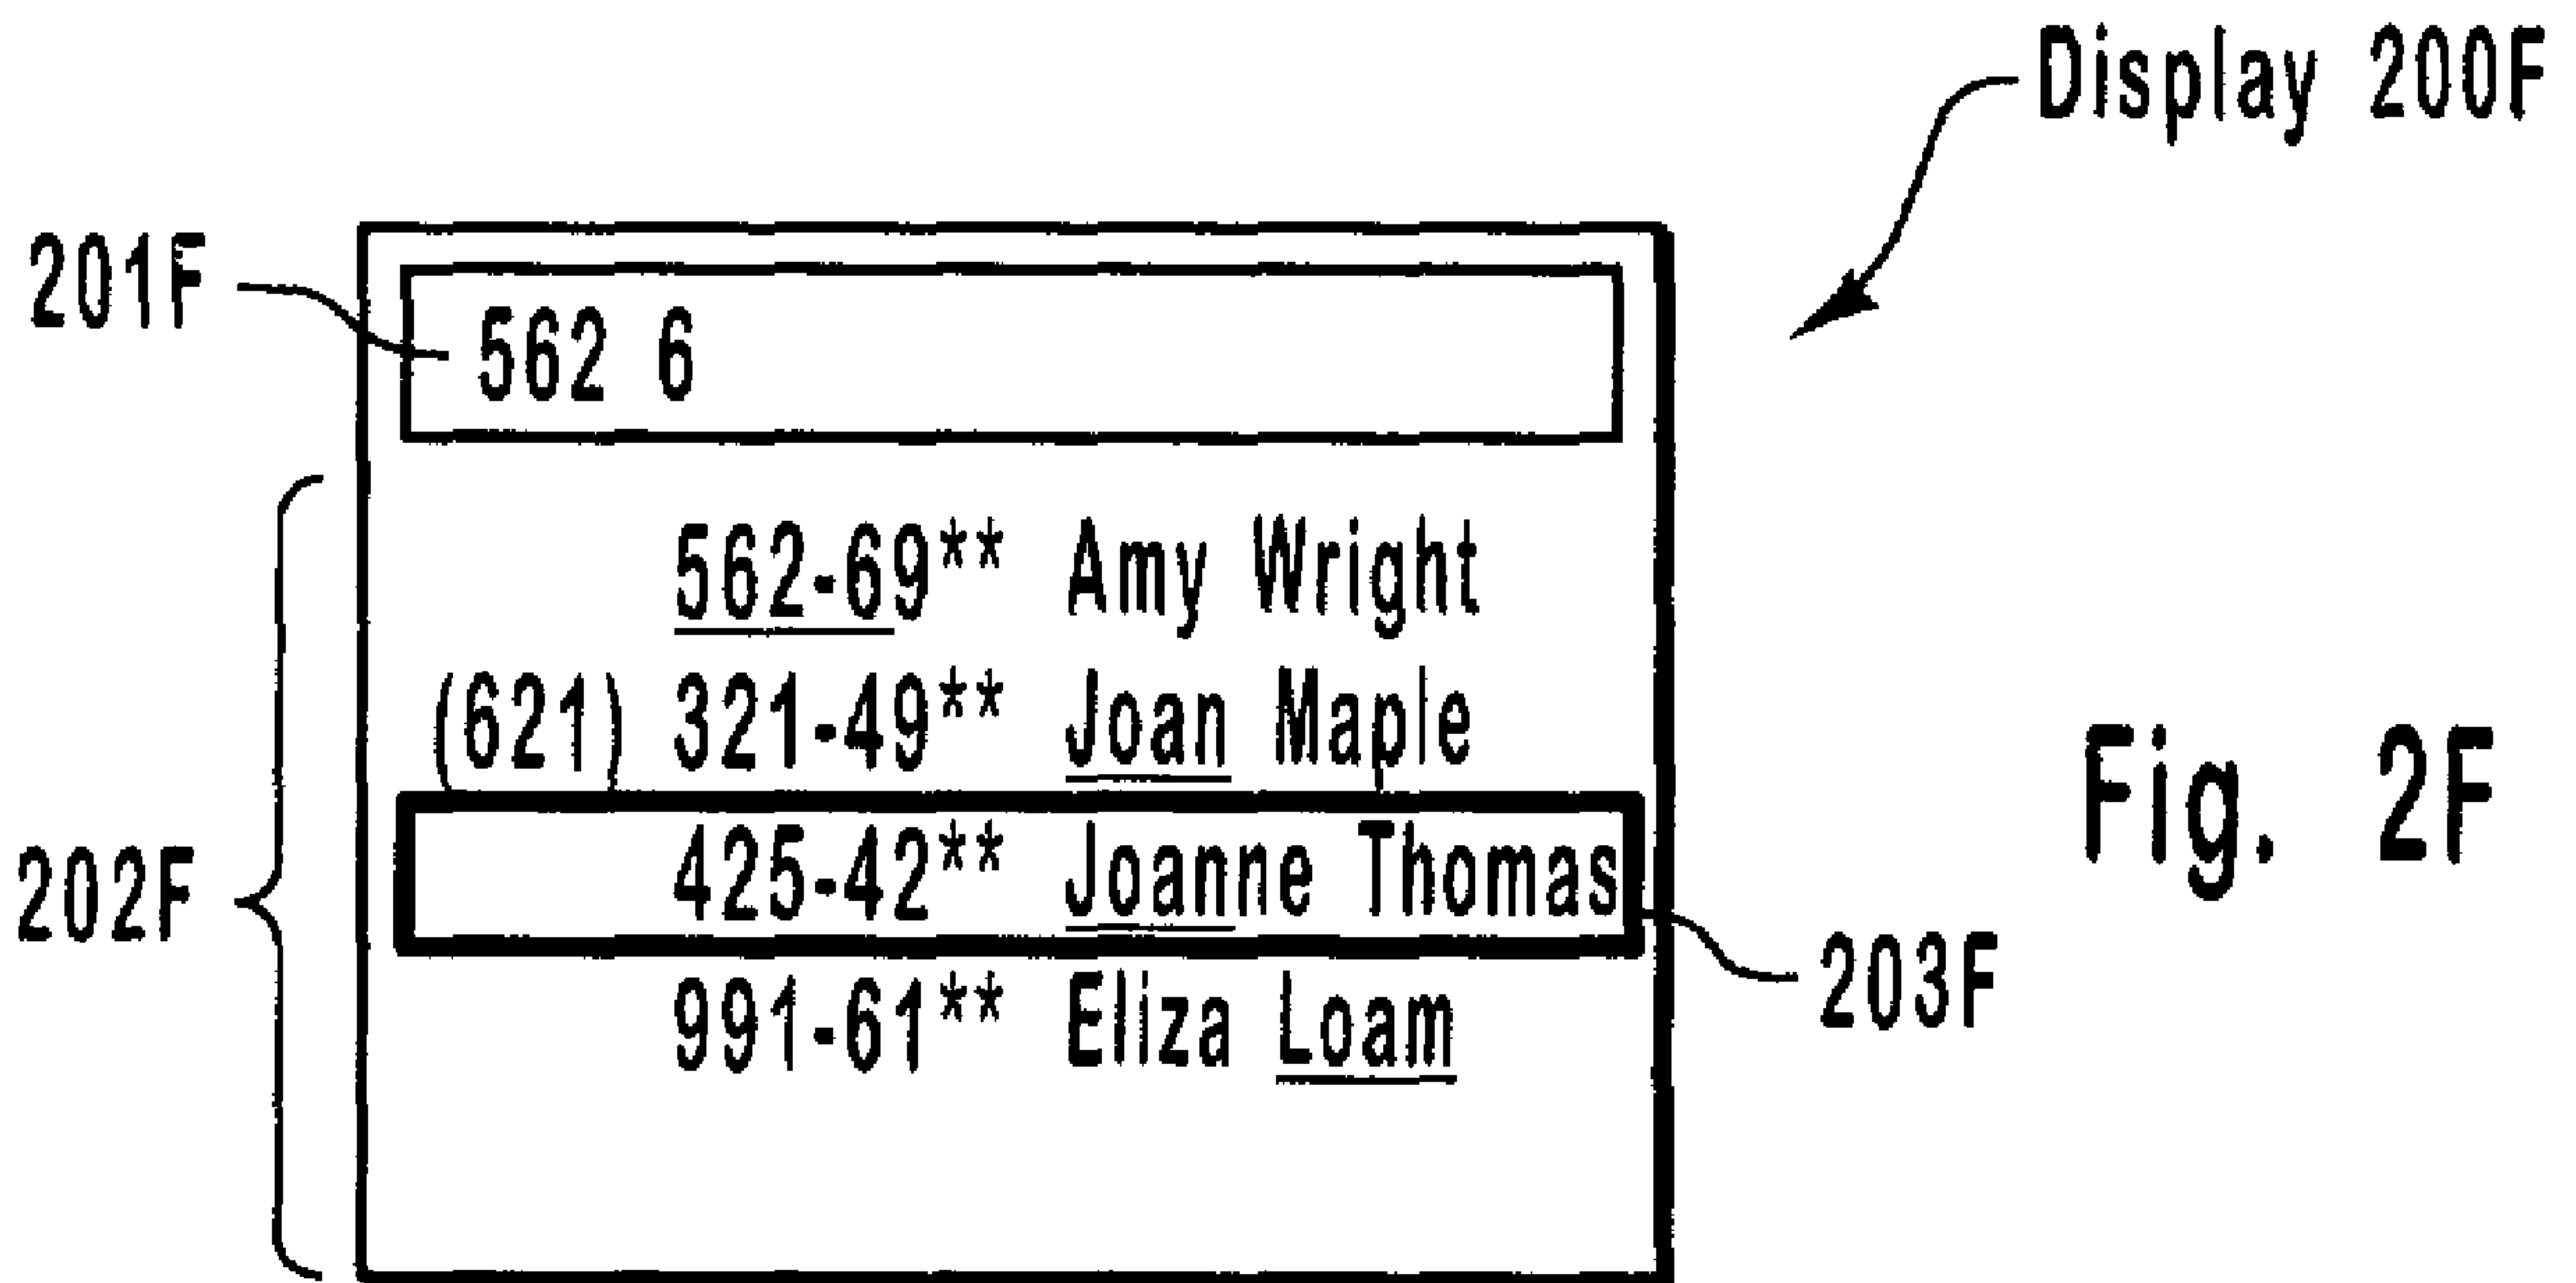 Display 200F
201F
562 6
562-69** Amy Wright
(621) 321-49** Joan Maple
425-42** Joanne Thomas
991-61** Eliza Loam
202F
203F
Fig. 2F